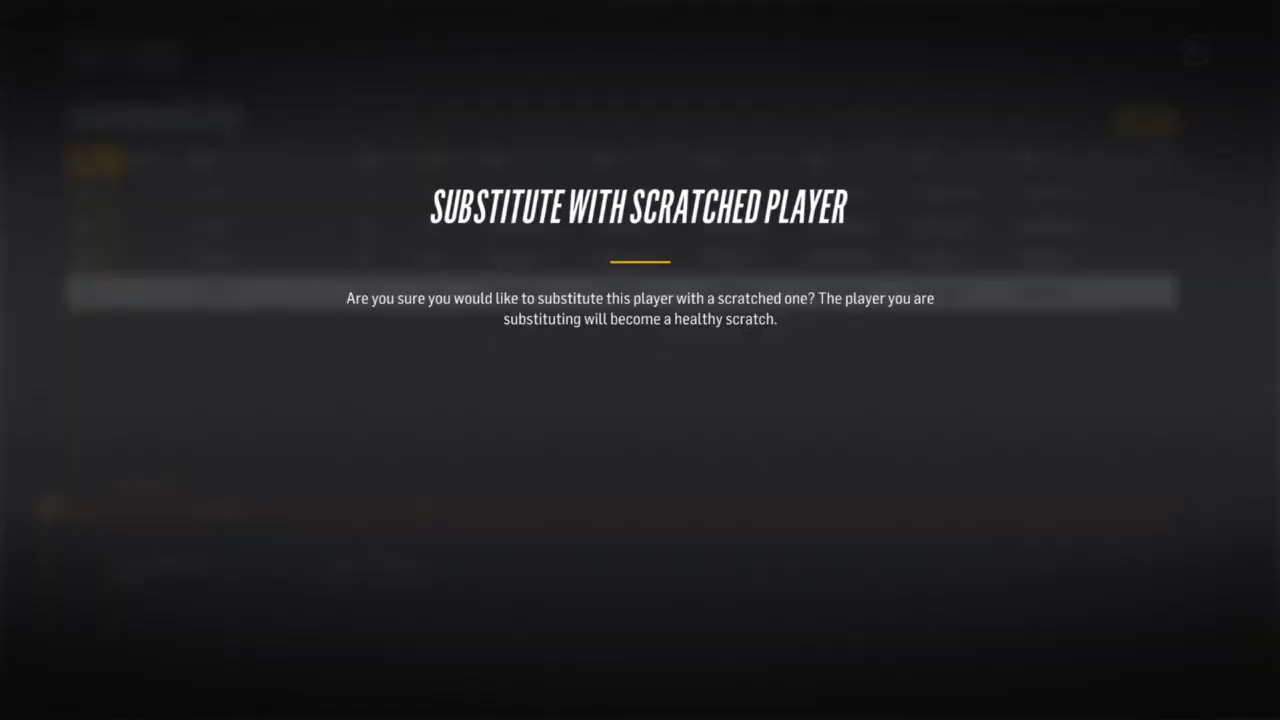 SUBSTITUTE WITH SCRATCHED PLAYER
Are you sure you would like to substitute this player with a scratched one? The player you are
substituting will become a healthy scratch.